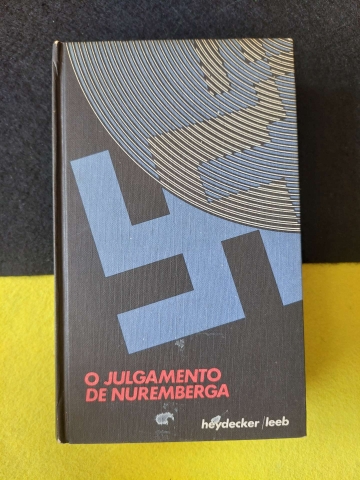 O JULGAMENTO
DE NUREMBERGA
heydecker/leeb